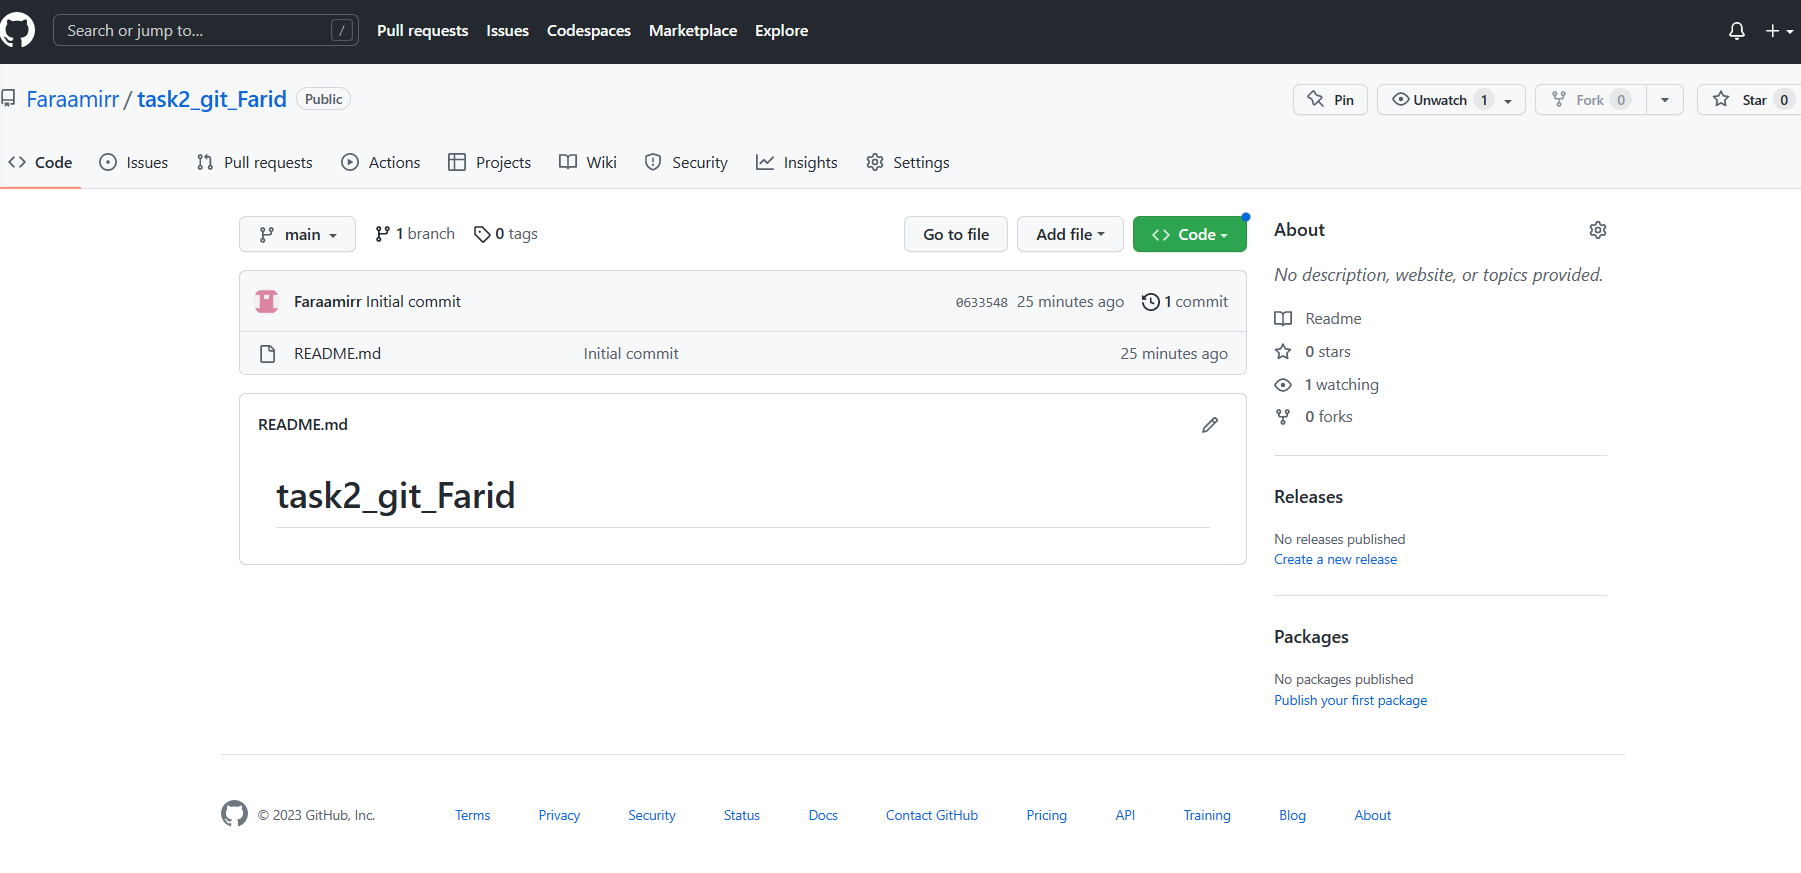 Search or jump to... /
Pull requests Issues Codespaces Marketplace Explore
Faraamirr / task2_git_Farid Public
Pin Unwatch 1 Fork 0 Star 0
Code Issues Pull requests Actions Projects Wiki Security Insights Settings
main 1 branch 0 tags Go to file Add file Code
Faraamirr Initial commit 0633548 25 minutes ago 1 commit
README.md Initial commit 25 minutes ago
README.md
task2_git_Farid
About
No description, website, or topics provided.
Readme
0 stars
1 watching
0 forks
Releases
No releases published
Create a new release
Packages
No packages published
Publish your first package
© 2023 GitHub, Inc. Terms Privacy Security Status Docs Contact GitHub Pricing API Training Blog About